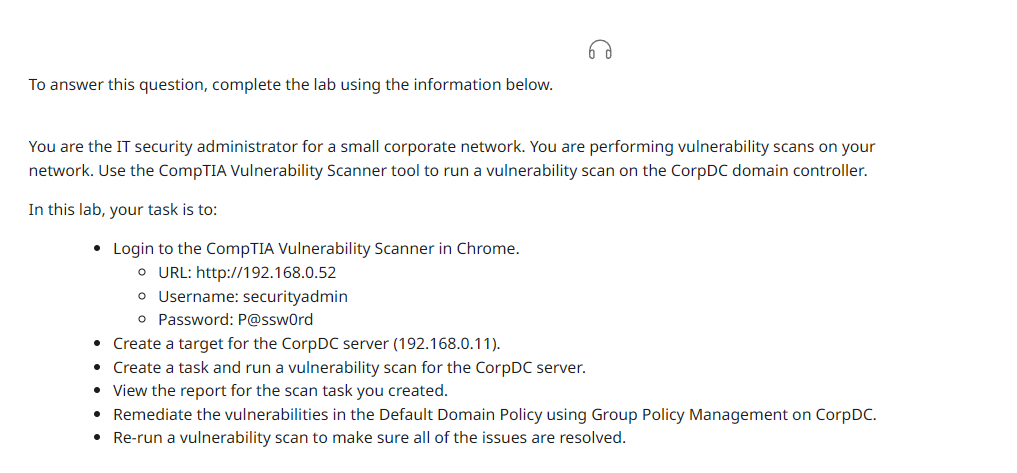 To answer this question, complete the lab using the information below.
You are the IT security administrator for a small corporate network. You are performing vulnerability scans on your
network. Use the CompTIA Vulnerability Scanner tool to run a vulnerability scan on the CorpDC domain controller.
In this lab, your task is to:
• Login to the CompTIA Vulnerability Scanner in Chrome.
◦ URL: http://192.168.0.52
◦ Username: securityadmin
◦ Password: P@ssw0rd
• Create a target for the CorpDC server (192.168.0.11).
• Create a task and run a vulnerability scan for the CorpDC server.
• View the report for the scan task you created.
• Remediate the vulnerabilities in the Default Domain Policy using Group Policy Management on CorpDC.
• Re-run a vulnerability scan to make sure all of the issues are resolved.